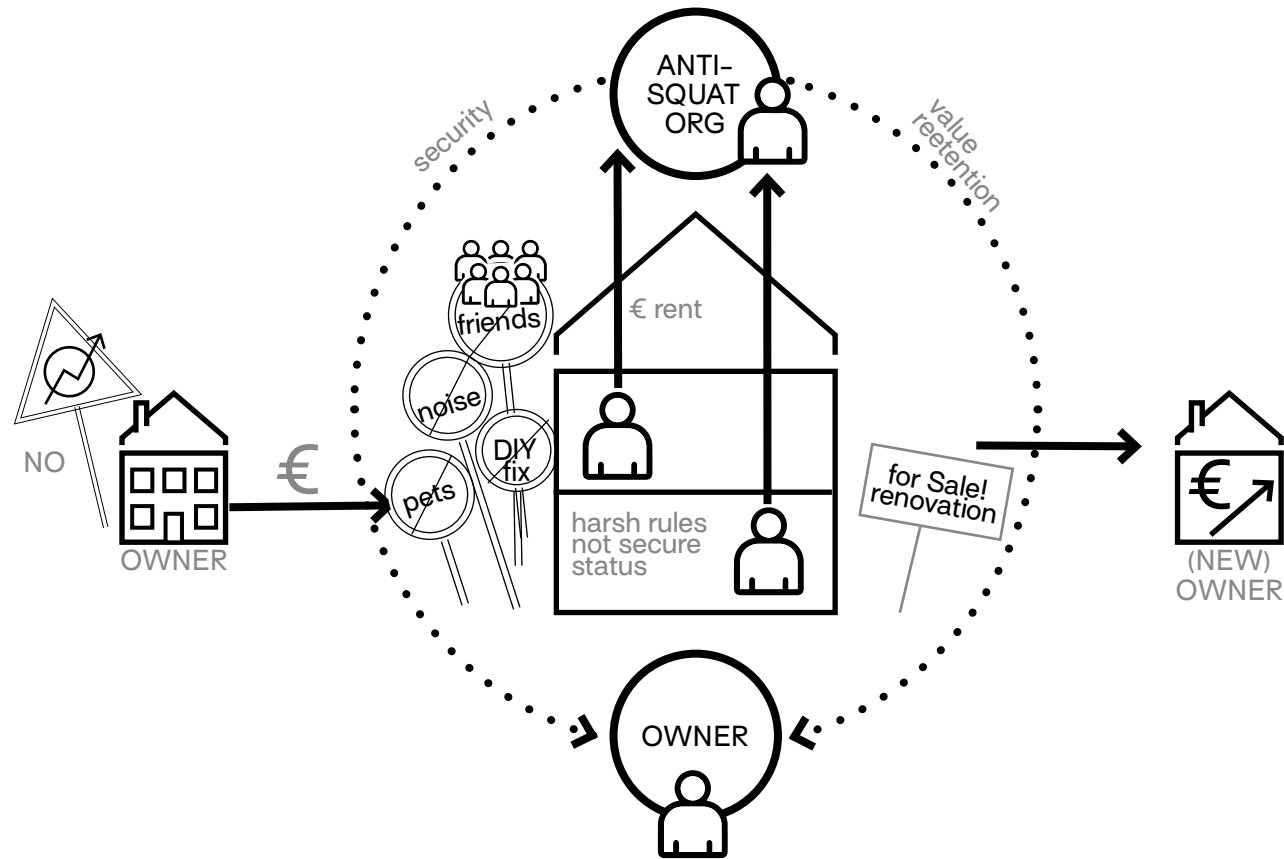 ANTI-
SQUAT
ORG
security
value
reetention
friends
€ rent
noise
DIY
fix
pets
NO
€
OWNER
harsh rules
not secure
status
for Sale!
renovation
€
(NEW)
OWNER
OWNER